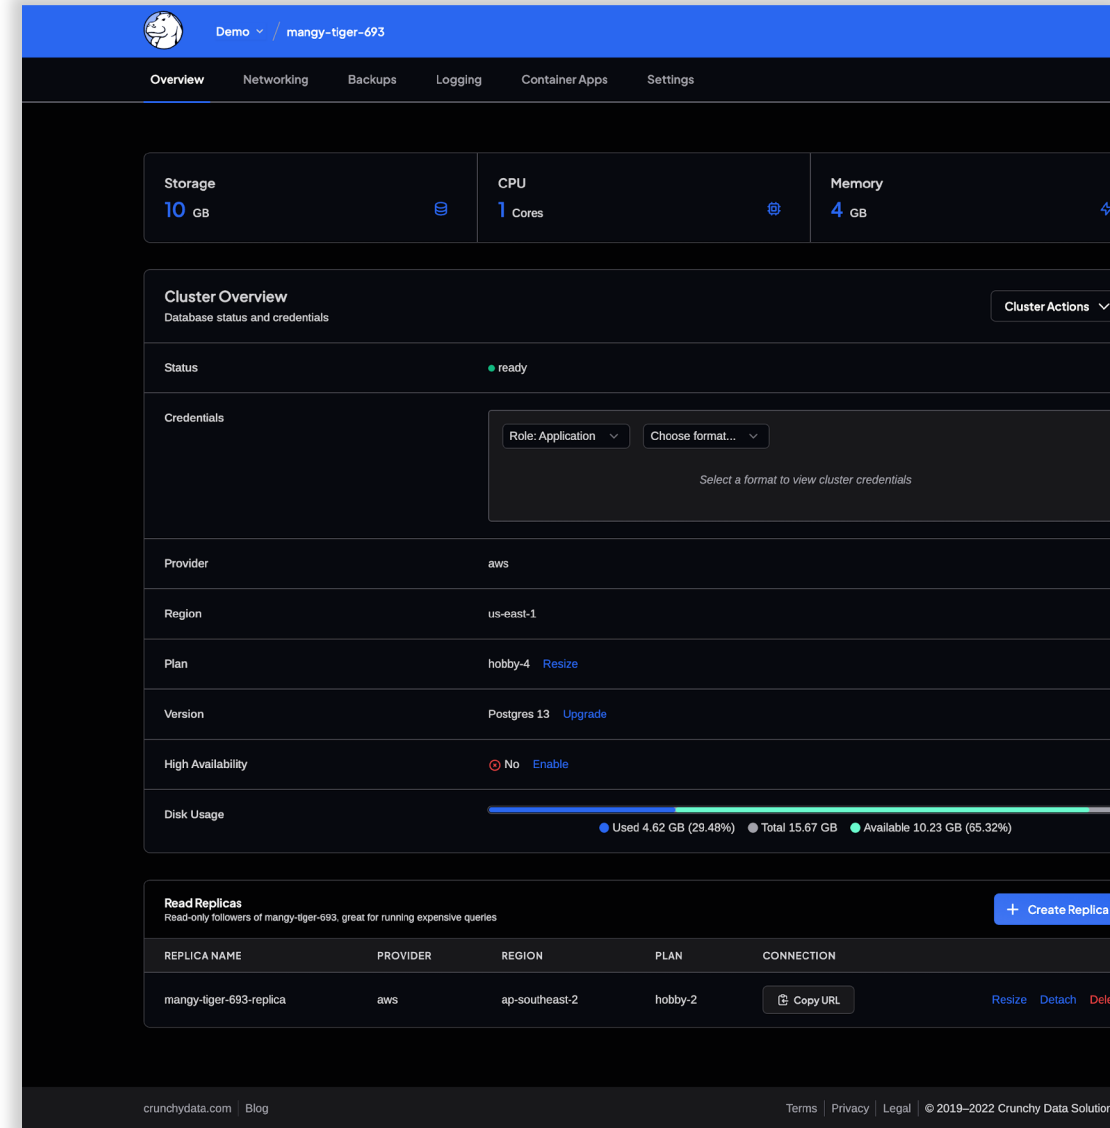 Demo / mangy-tiger-693
Overview Networking Backups Logging Container Apps Settings
Storage CPU Memory
10 GB 1 Cores 4 GB
Cluster Overview
Database status and credentials
Cluster Actions
Status ready
Credentials
Role: Application Choose format...
Select a format to view cluster credentials
Provider aws
Region us-east-1
Plan hobby-4 Resize
Version Postgres 13 Upgrade
High Availability No Enable
Disk Usage
Used 4.62 GB (29.48%) Total 15.67 GB Available 10.23 GB (65.32%)
Read Replicas
Read-only followers of mangy-tiger-693, great for running expensive queries
+ Create Replica
REPLICA NAME PROVIDER REGION PLAN CONNECTION
mangy-tiger-693-replica aws ap-southeast-2 hobby-2 Copy URL Resize Detach
crunchydata.com Blog Terms Privacy Legal © 2019–2022 Crunchy Data